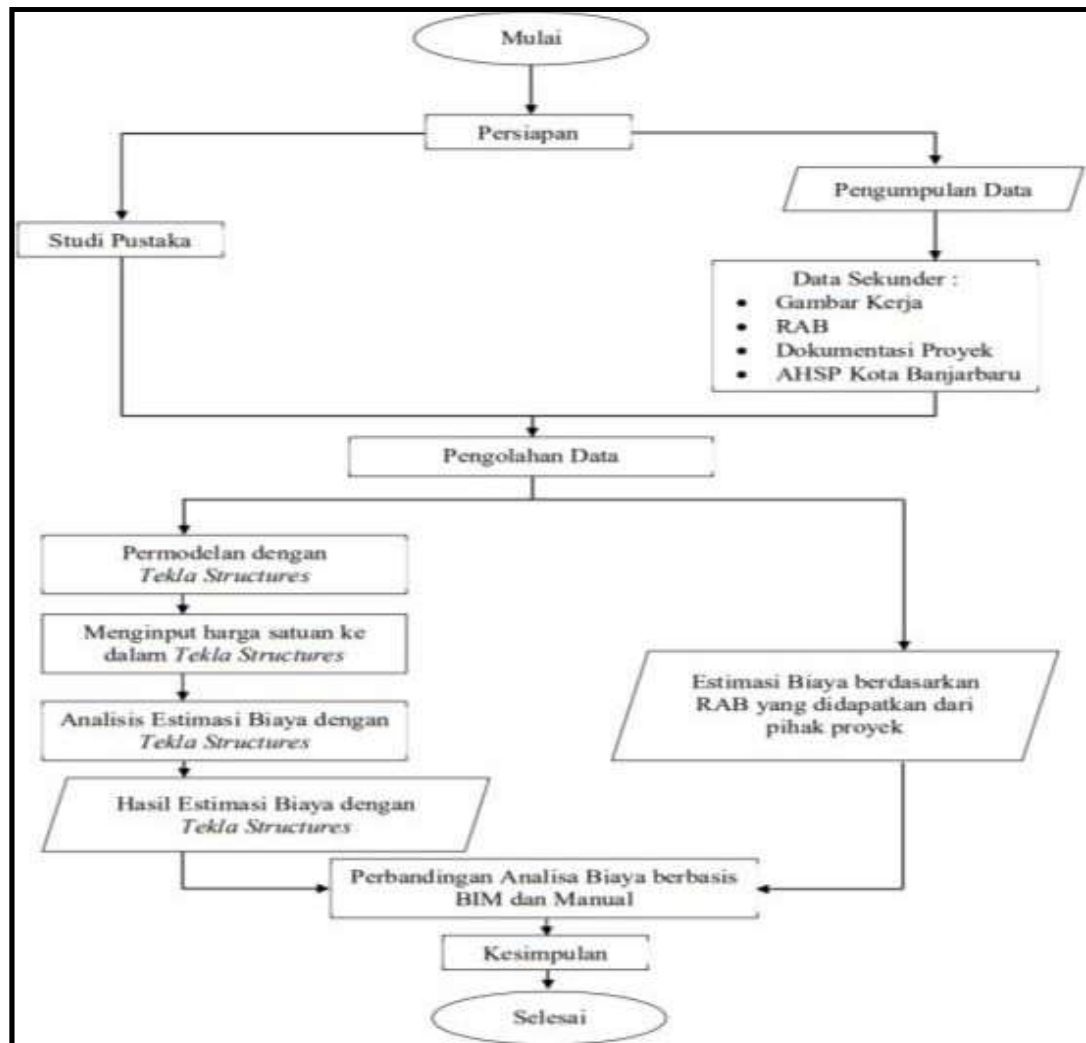 Mulai
Persiapan
Pengumpulan Data
Studi Pustaka
Data Sekunder :
• Gambar Kerja
• RAB
• Dokumentasi Proyek
• AHSP Kota Banjarbaru
Pengolahan Data
Permodelan dengan
Tekla Structures
Menginput harga satuan ke
dalam Tekla Structures
Analisis Estimasi Biaya dengan
Tekla Structures
Hasil Estimasi Biaya dengan
Tekla Structures
Estimasi Biaya berdasarkan
RAB yang didapatkan dari
pihak proyek
Perbandingan Analisa Biaya berbasis
BIM dan Manual
Kesimpulan
Selesai